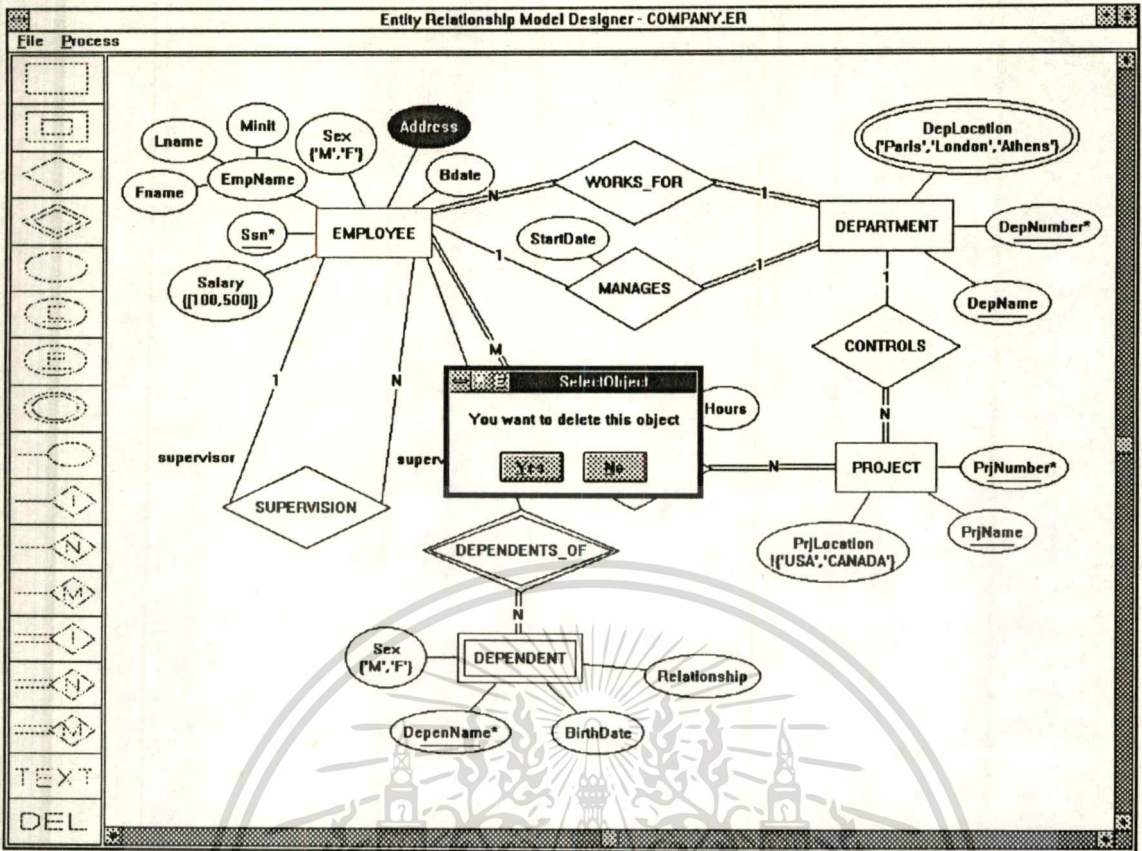 Entity Relationship Model Designer - COMPANY.ER
File Process
Minit
Lname
Sex
{'M','F'}
Address
DepLocation
{'Paris','London','Athens'}
Fname
EmpName
Bdate
N
WORKS_FOR
1
Ssn*
EMPLOYEE
StartDate
DEPARTMENT
DepNumber*
1
MANAGES
1
Salary
{[100,500]}
1
DepName
CONTROLS
M
1
N
SelectObject
You want to delete this object
Yes No
Hours
N
supervisor
superv
N
PROJECT
PrjNumber*
SUPERVISION
PrjName
DEPENDENTS_OF
PrjLocation
!{'USA','CANADA'}
N
Sex
{'M','F'}
DEPENDENT
Relationship
DepenName*
BirthDate
E
1
N
M
1
N
M
TEXT
DEL